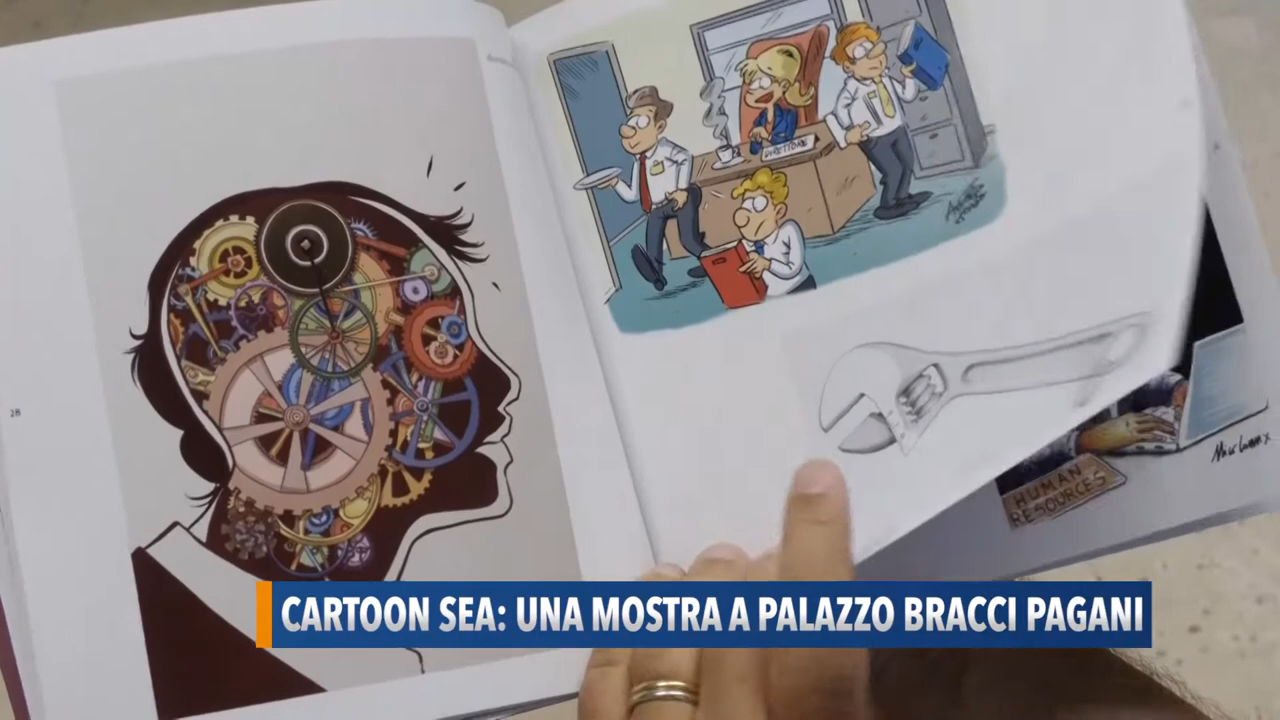 28
DIRETTORE
HUMAN
RESOURCES
CARTOON SEA: UNA MOSTRA A PALAZZO BRACCI PAGANI